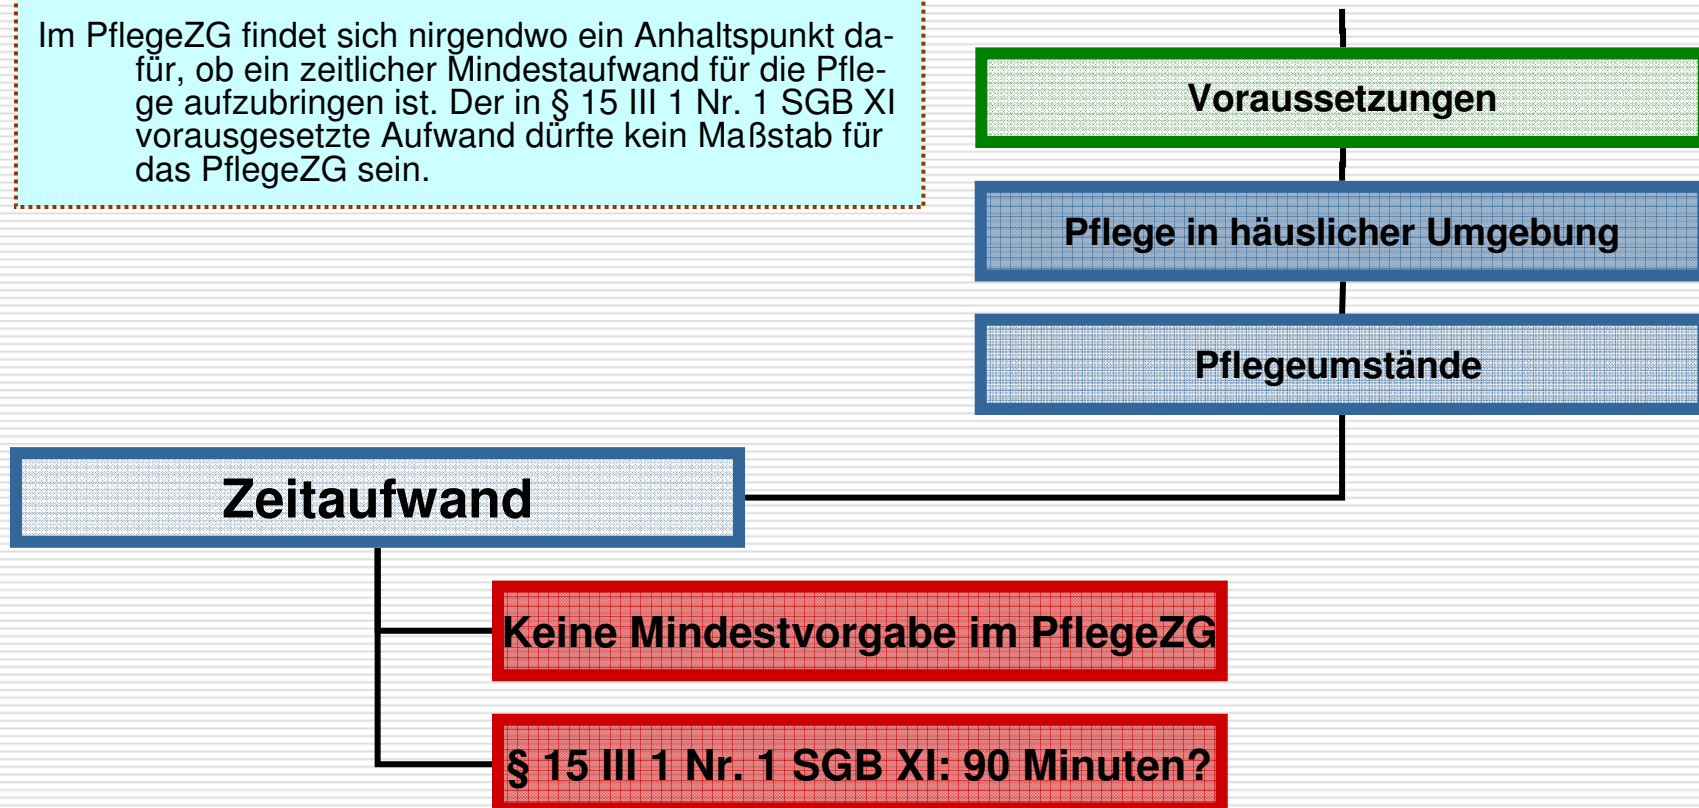 Im PflegeZG findet sich nirgendwo ein Anhaltspunkt da-
für, ob ein zeitlicher Mindestaufwand für die Pfle-
ge aufzubringen ist. Der in § 15 III 1 Nr. 1 SGB XI
vorausgesetzte Aufwand dürfte kein Maßstab für
das PflegeZG sein.
Voraussetzungen
Pflege in häuslicher Umgebung
Pflegeumstände
Zeitaufwand
Keine Mindestvorgabe im PflegeZG
§ 15 III 1 Nr. 1 SGB XI: 90 Minuten?